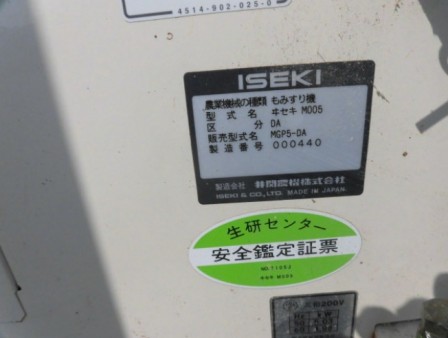 4514-902-025-0
ISEKI
農業機械の種類 もみすり機
型式名 ヰセキ M005
区分 DA
販売型式名 MGP5-DA
製造番号 000440
製造会社 井関農機株式会社
ISEKI & CO., LTD. MADE IN JAPAN.
生研センター
安全鑑定証票